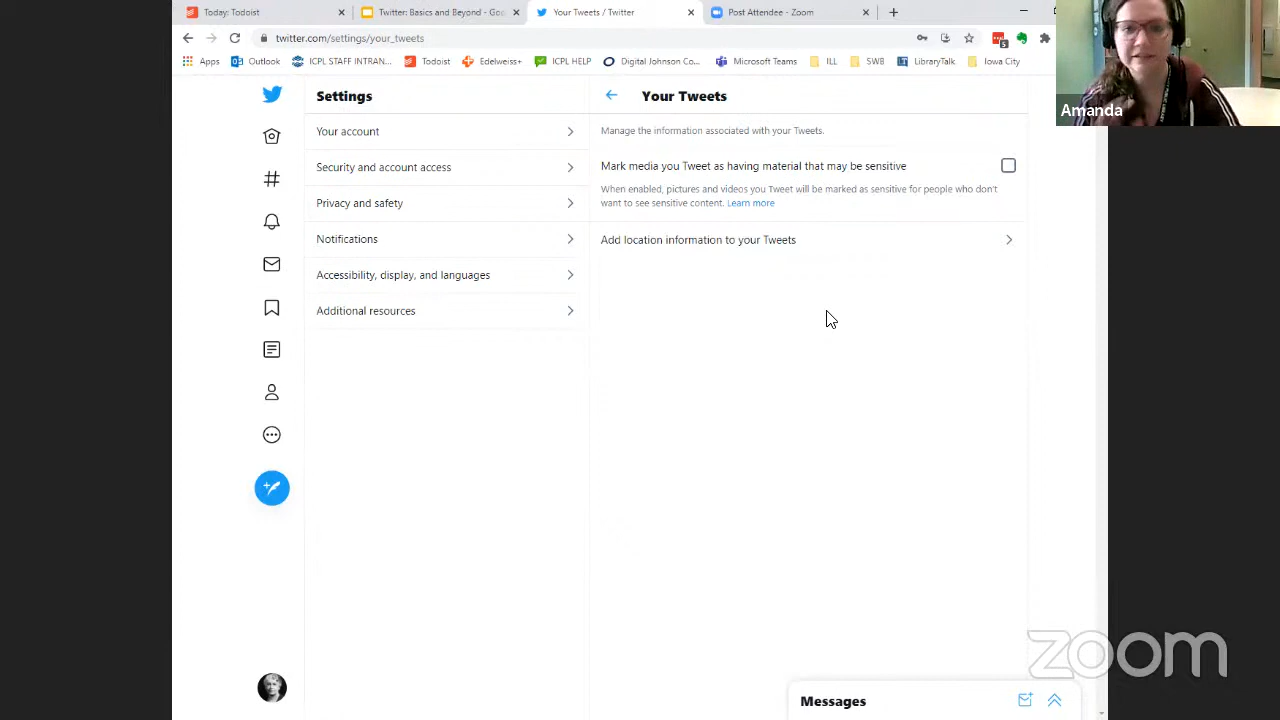 Today: Todoist
Twitter: Basics and Beyond - Goo
Your Tweets / Twitter
Post Attendee - Zoom
twitter.com/settings/your_tweets
5
Apps
Outlook
ICPL STAFF INTRAN...
Todoist
Edelweiss+
ICPL HELP
Digital Johnson Co...
Microsoft Teams
ILL
SWB
LibraryTalk
Iowa City
Amanda
Settings
Your Tweets
Your account
Manage the information associated with your Tweets.
Security and account access
Mark media you Tweet as having material that may be sensitive
When enabled, pictures and videos you Tweet will be marked as sensitive for people who don't
want to see sensitive content. Learn more
Privacy and safety
Notifications
Add location information to your Tweets
Accessibility, display, and languages
Additional resources
zoom
Messages